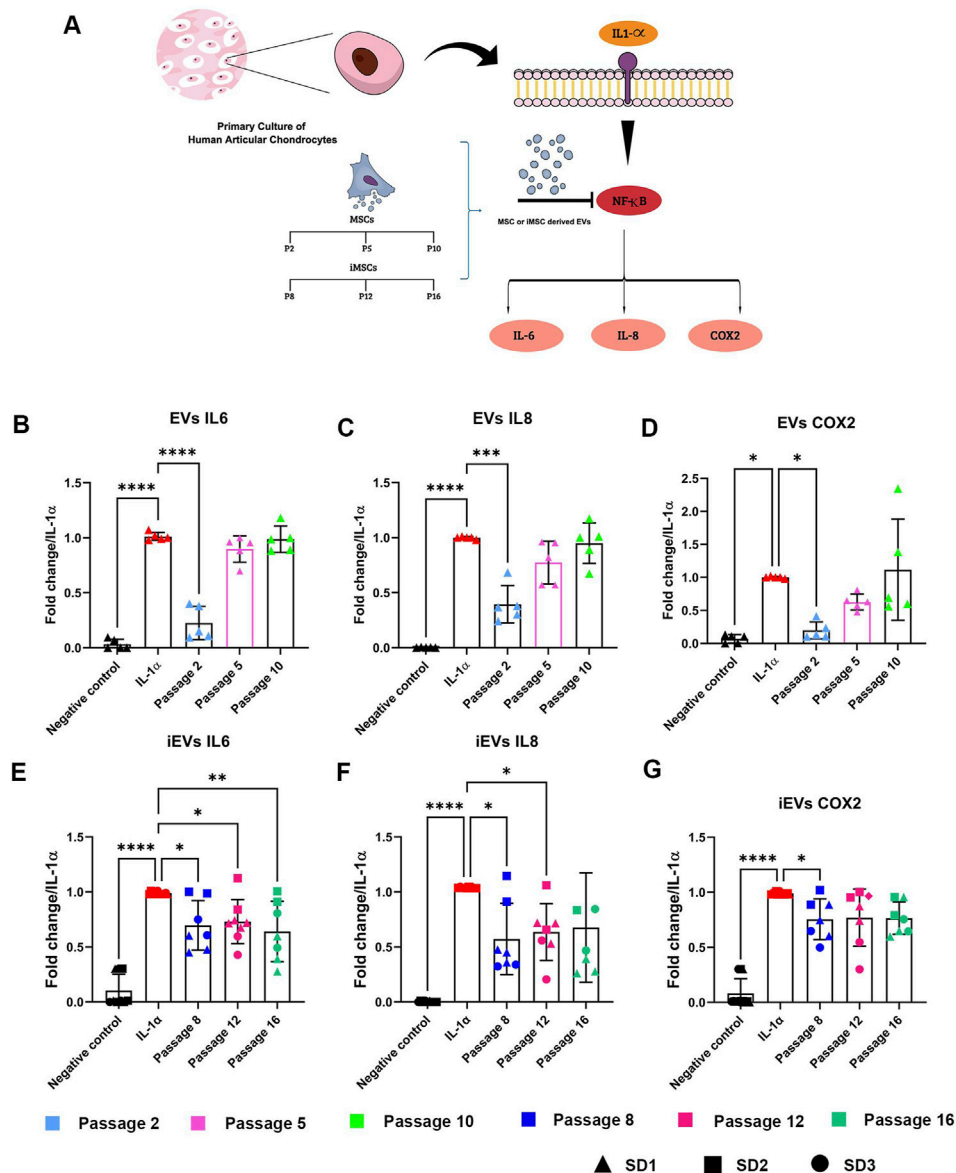 A
IL1-α
Primary Culture of
Human Articular Chondrocytes
MSCs
P2 P5 P10
iMSCs
P8 P12 P16
MSC or iMSC derived EVs
NF-κB
IL-6 IL-8 COX2
B
EVs IL6
Fold change/IL-1α
1.5
1.0
0.5
0.0
****
****
Negative control
IL-1α
Passage 2
Passage 5
Passage 10
C
EVs IL8
Fold change/IL-1α
1.5
1.0
0.5
0.0
****
***
Negative control
IL-1α
Passage 2
Passage 5
Passage 10
D
EVs COX2
Fold change/IL-1α
2.5
2.0
1.5
1.0
0.5
0.0
*
*
Negative control
IL-1α
Passage 2
Passage 5
Passage 10
E
iEVs IL6
Fold change/IL-1α
1.5
1.0
0.5
0.0
**
*
****
*
Negative control
IL-1α
Passage 8
Passage 12
Passage 16
F
iEVs IL8
Fold change/IL-1α
1.5
1.0
0.5
0.0
*
****
*
Negative control
IL-1α
Passage 8
Passage 12
Passage 16
G
iEVs COX2
Fold change/IL-1α
1.5
1.0
0.5
0.0
****
*
Negative control
IL-1α
Passage 8
Passage 12
Passage 16
Passage 2 Passage 5 Passage 10 Passage 8 Passage 12 Passage 16
SD1 SD2 SD3